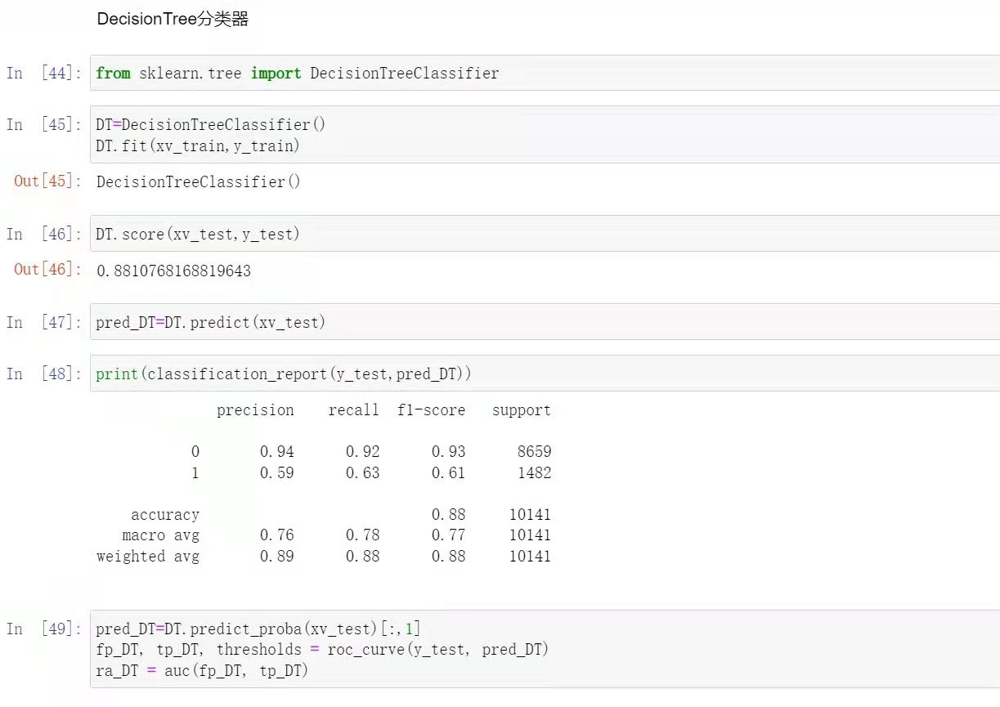 DecisionTree分类器
In [44]: from sklearn.tree import DecisionTreeClassifier
In [45]: DT=DecisionTreeClassifier()
DT.fit(xv_train,y_train)
Out[45]: DecisionTreeClassifier()
In [46]: DT.score(xv_test,y_test)
Out[46]: 0.8810768168819643
In [47]: pred_DT=DT.predict(xv_test)
In [48]: print(classification_report(y_test,pred_DT))
precision recall f1-score support
0 0.94 0.92 0.93 8659
1 0.59 0.63 0.61 1482
accuracy 0.88 10141
macro avg 0.76 0.78 0.77 10141
weighted avg 0.89 0.88 0.88 10141
In [49]: pred_DT=DT.predict_proba(xv_test)[:,1]
fp_DT, tp_DT, thresholds = roc_curve(y_test, pred_DT)
ra_DT = auc(fp_DT, tp_DT)